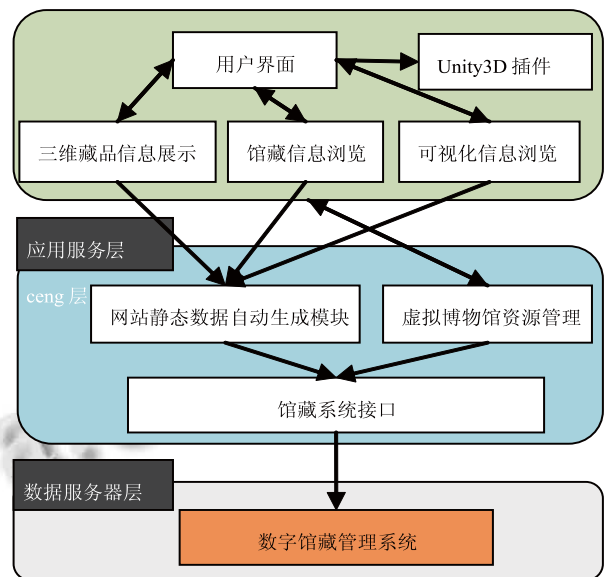 用户界面
Unity3D 插件
三维藏品信息展示
馆藏信息浏览
可视化信息浏览
应用服务层
ceng 层
网站静态数据自动生成模块
虚拟博物馆资源管理
馆藏系统接口
数据服务器层
数字馆藏管理系统